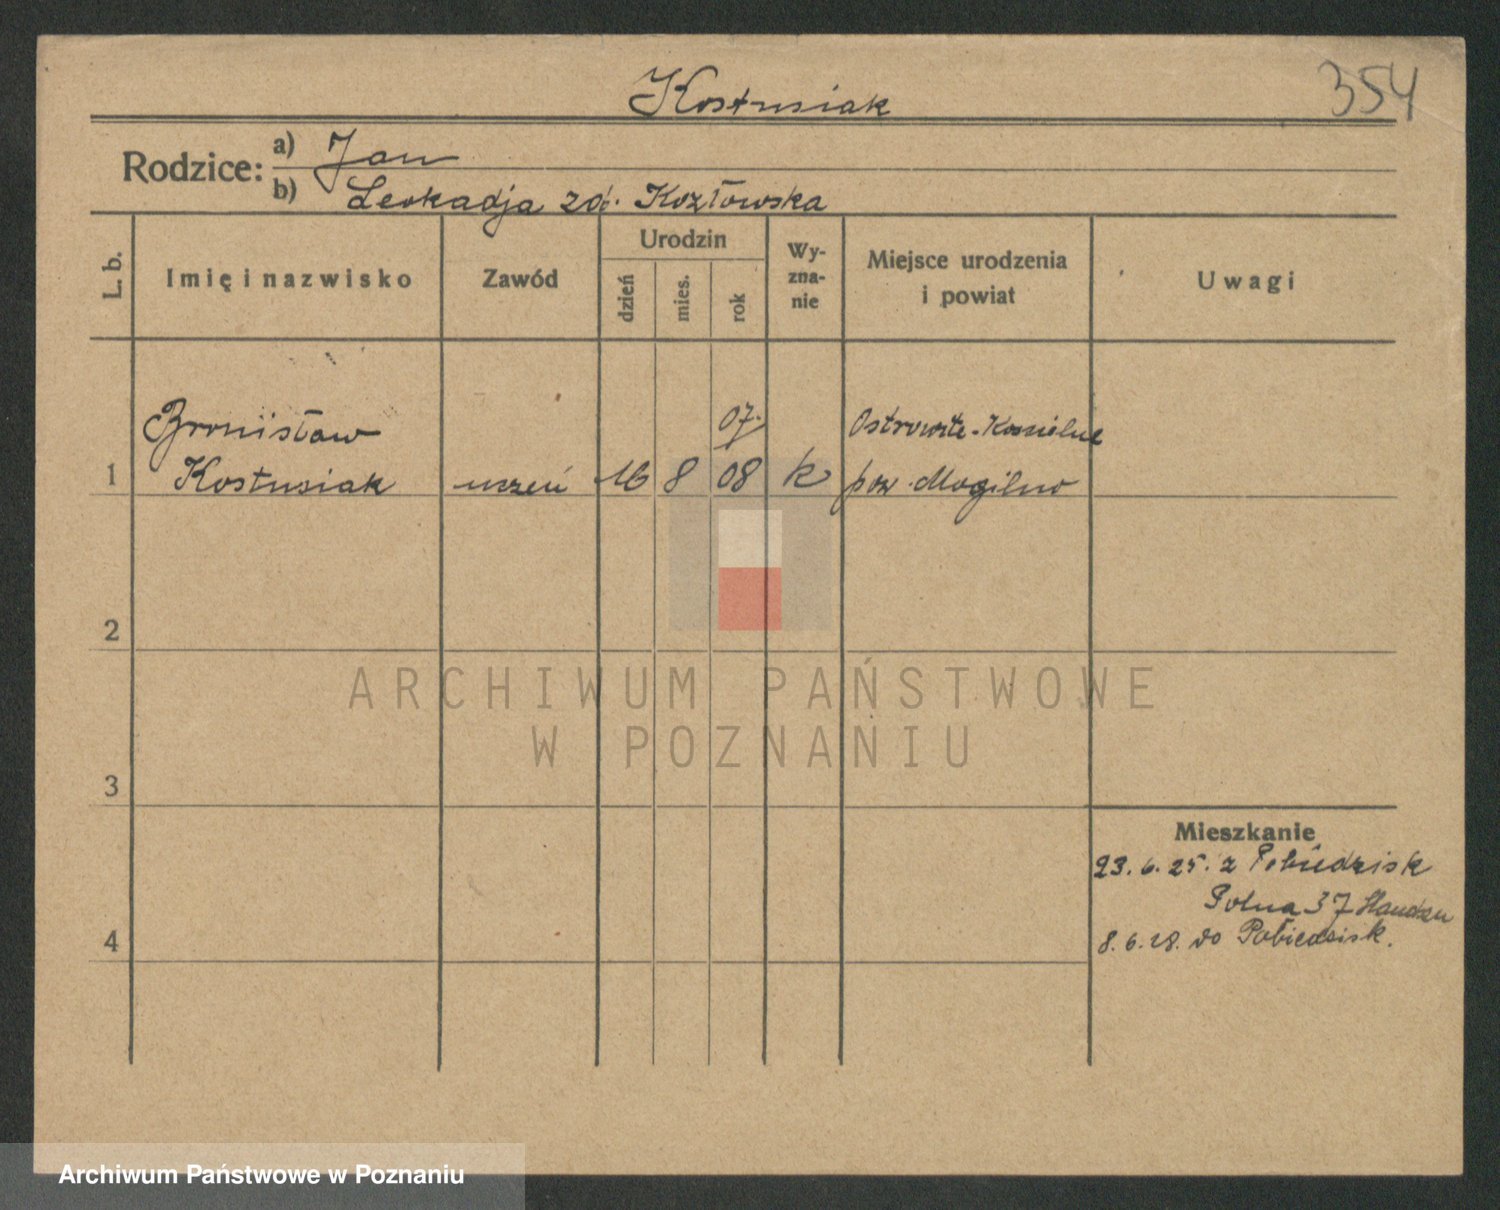 354
Kostusiak
Rodzice:
a) Jan
b) Leokadja zd. Kozłowska
L. b.
Imię i nazwisko
Zawód
Urodzin
dzień
mies.
rok
Wy-
zna-
nie
Miejsce urodzenia
i powiat
Uwagi
Bronisław
07.
Ostrowite-Kościelne
1
Kostusiak
uczeń
16
8
08
k
pow. Mogilno
2
ARCHIWUM PAŃSTWOWE
W POZNANIU
3
Mieszkanie
23.6.25. z Pobiedzisk
Polna 37
4
8.6.28. do Pobiedzisk.
Archiwum Państwowe w Poznaniu